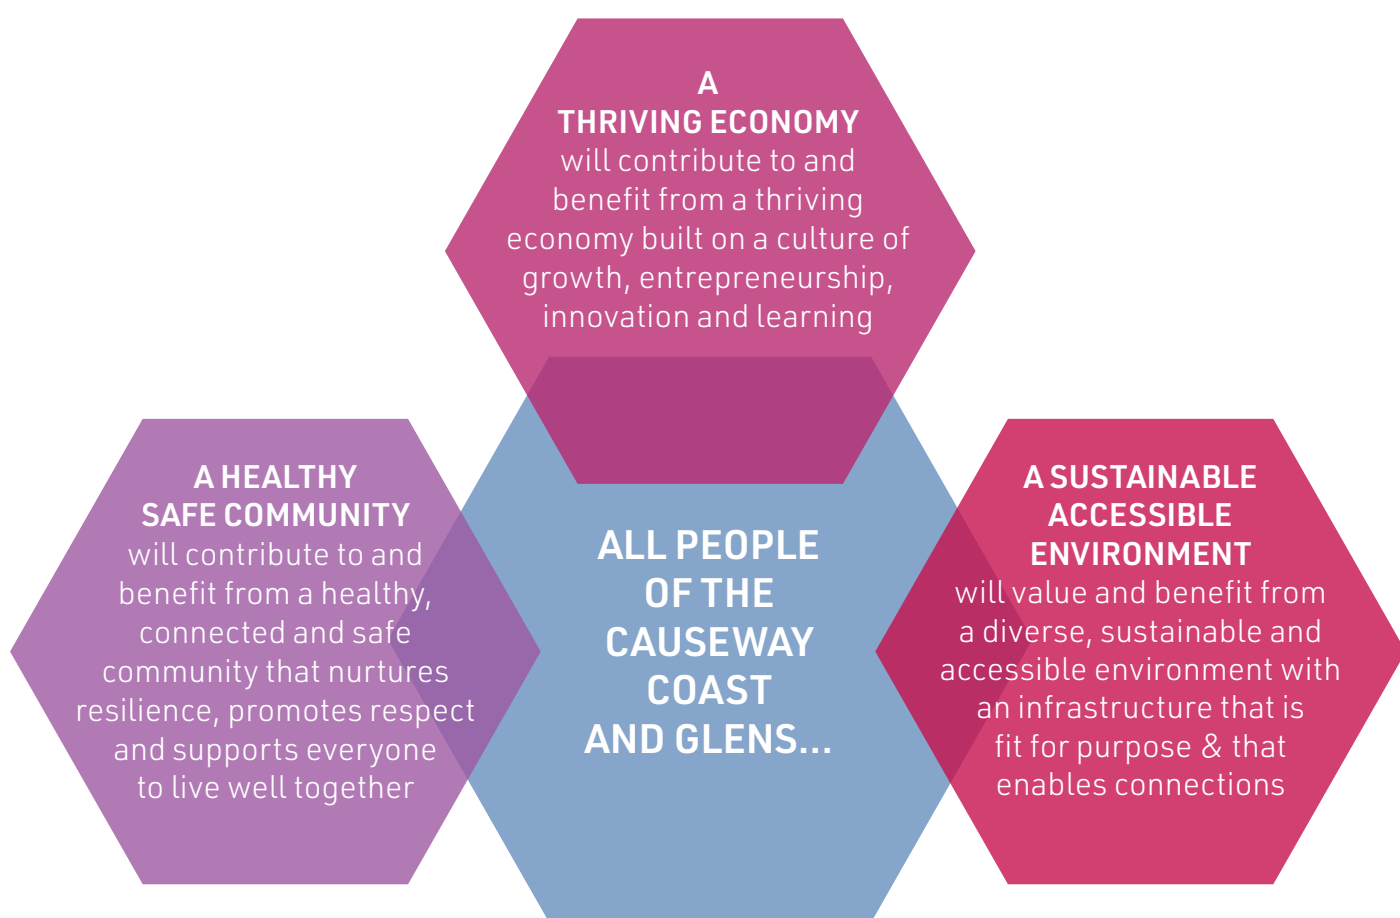 A
THRIVING ECONOMY
will contribute to and
benefit from a thriving
economy built on a culture of
growth, entrepreneurship,
innovation and learning
A HEALTHY
SAFE COMMUNITY
will contribute to and
benefit from a healthy,
connected and safe
community that nurtures
resilience, promotes respect
and supports everyone
to live well together
ALL PEOPLE
OF THE
CAUSEWAY
COAST
AND GLENS...
A SUSTAINABLE
ACCESSIBLE
ENVIRONMENT
will value and benefit from
a diverse, sustainable and
accessible environment with
an infrastructure that is
fit for purpose & that
enables connections